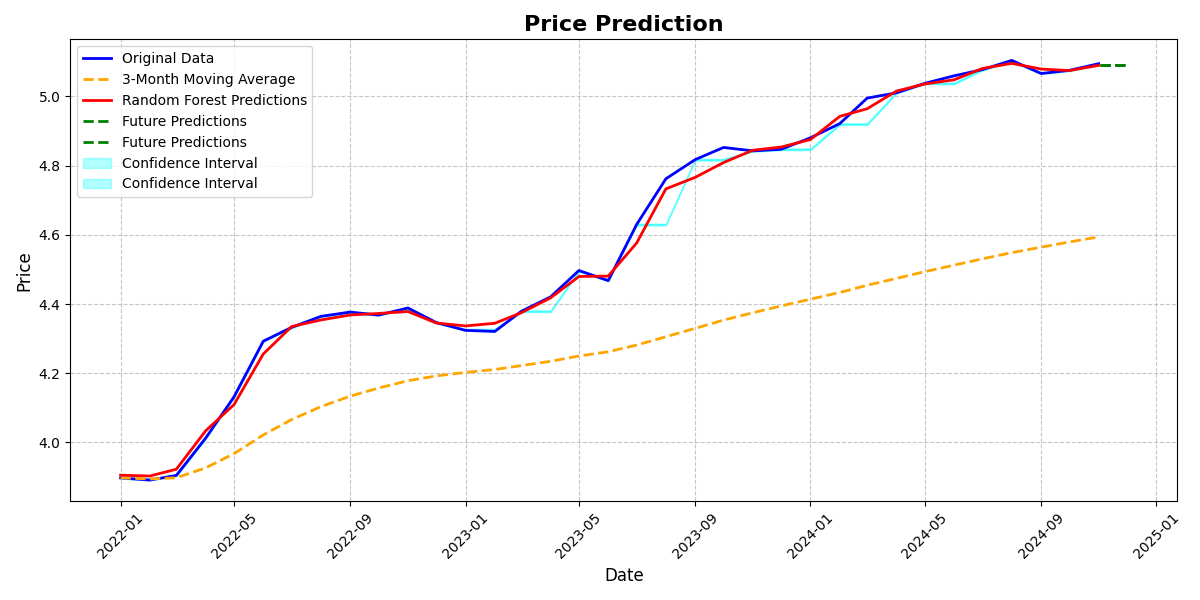 Price Prediction
Original Data
3-Month Moving Average
Random Forest Predictions
Future Predictions
Future Predictions
Confidence Interval
Confidence Interval
Price
5.0
4.8
4.6
4.4
4.2
4.0
2022-01
2022-05
2022-09
2023-01
2023-05
2023-09
2024-01
2024-05
2024-09
2025-01
Date